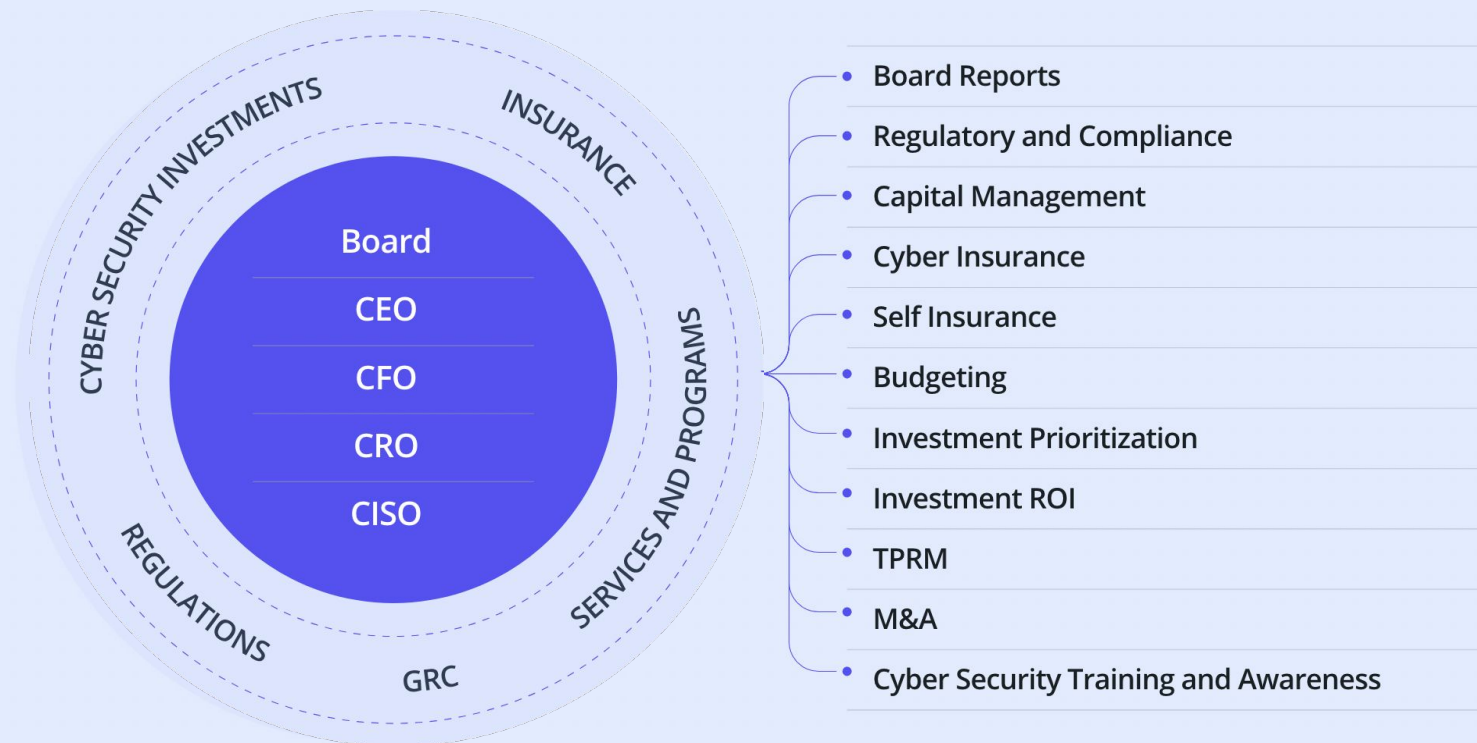 CYBER SECURITY INVESTMENTS
INSURANCE
SERVICES AND PROGRAMS
GRC
REGULATIONS
Board
CEO
CFO
CRO
CISO
Board Reports
Regulatory and Compliance
Capital Management
Cyber Insurance
Self Insurance
Budgeting
Investment Prioritization
Investment ROI
TPRM
M&A
Cyber Security Training and Awareness